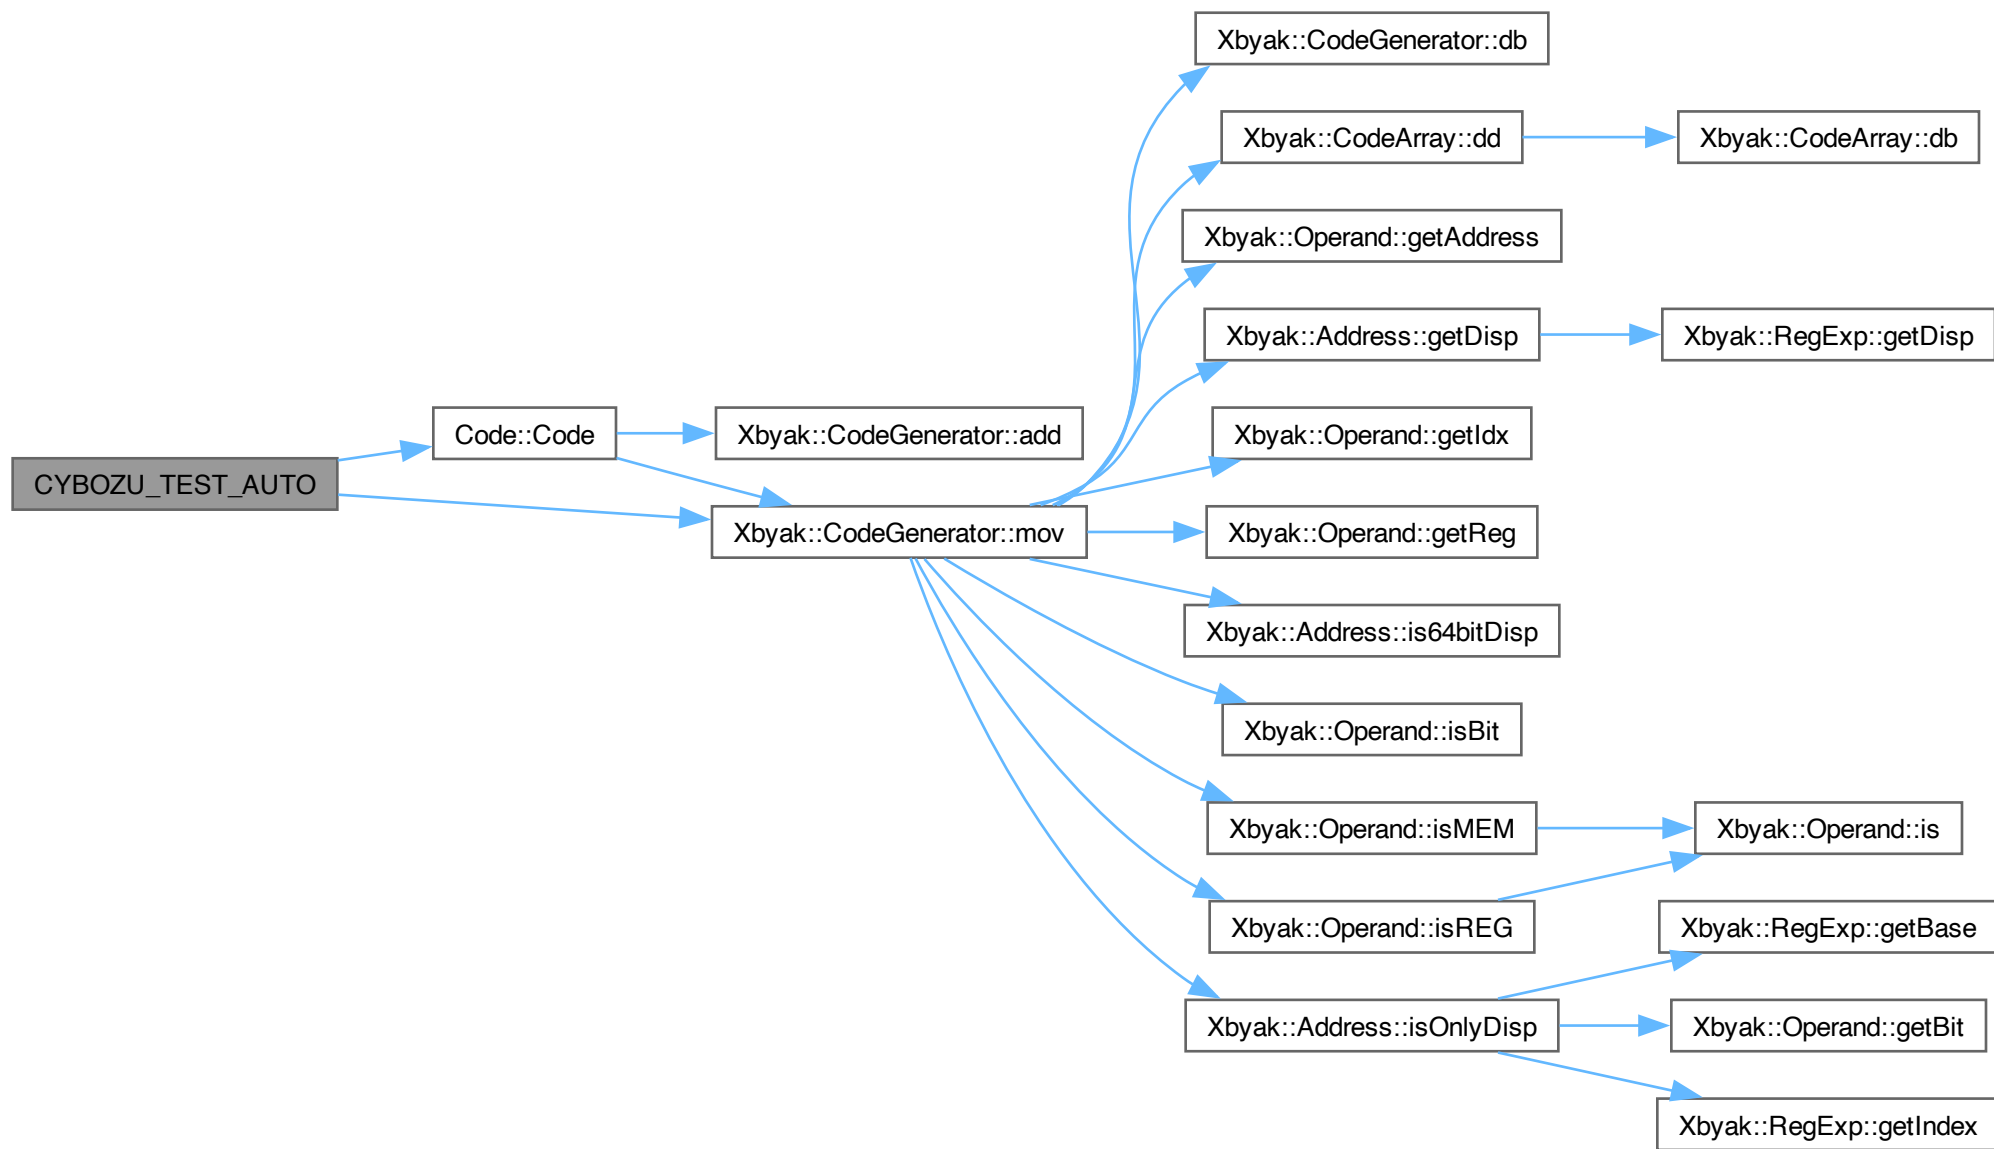 Xbyak::CodeGenerator::db
Xbyak::CodeArray::dd
Xbyak::CodeArray::db
Xbyak::Operand::getAddress
Xbyak::Address::getDisp
Xbyak::RegExp::getDisp
Code::Code
Xbyak::CodeGenerator::add
Xbyak::Operand::getIdx
CYBOZU_TEST_AUTO
Xbyak::CodeGenerator::mov
Xbyak::Operand::getReg
Xbyak::Address::is64bitDisp
Xbyak::Operand::isBit
Xbyak::Operand::isMEM
Xbyak::Operand::is
Xbyak::Operand::isREG
Xbyak::RegExp::getBase
Xbyak::Address::isOnlyDisp
Xbyak::Operand::getBit
Xbyak::RegExp::getIndex